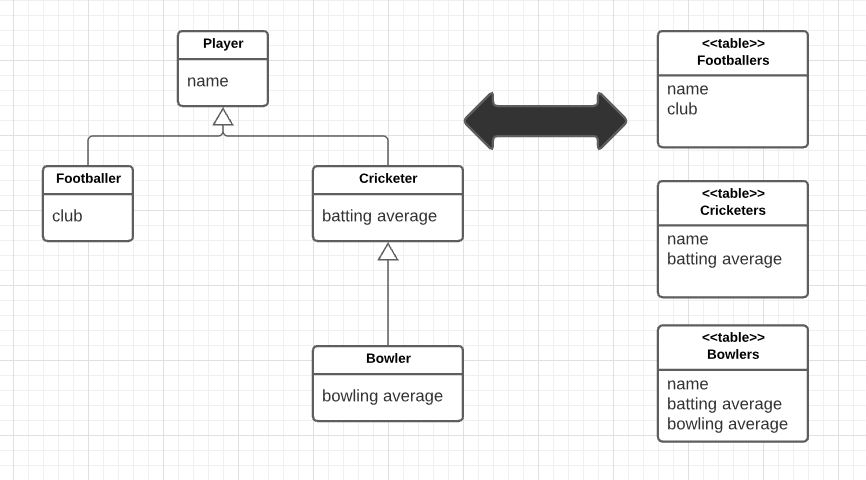 Player
name
Footballer
club
Cricketer
batting average
Bowler
bowling average
<<table>>
Footballers
name
club
<<table>>
Cricketers
name
batting average
<<table>>
Bowlers
name
batting average
bowling average